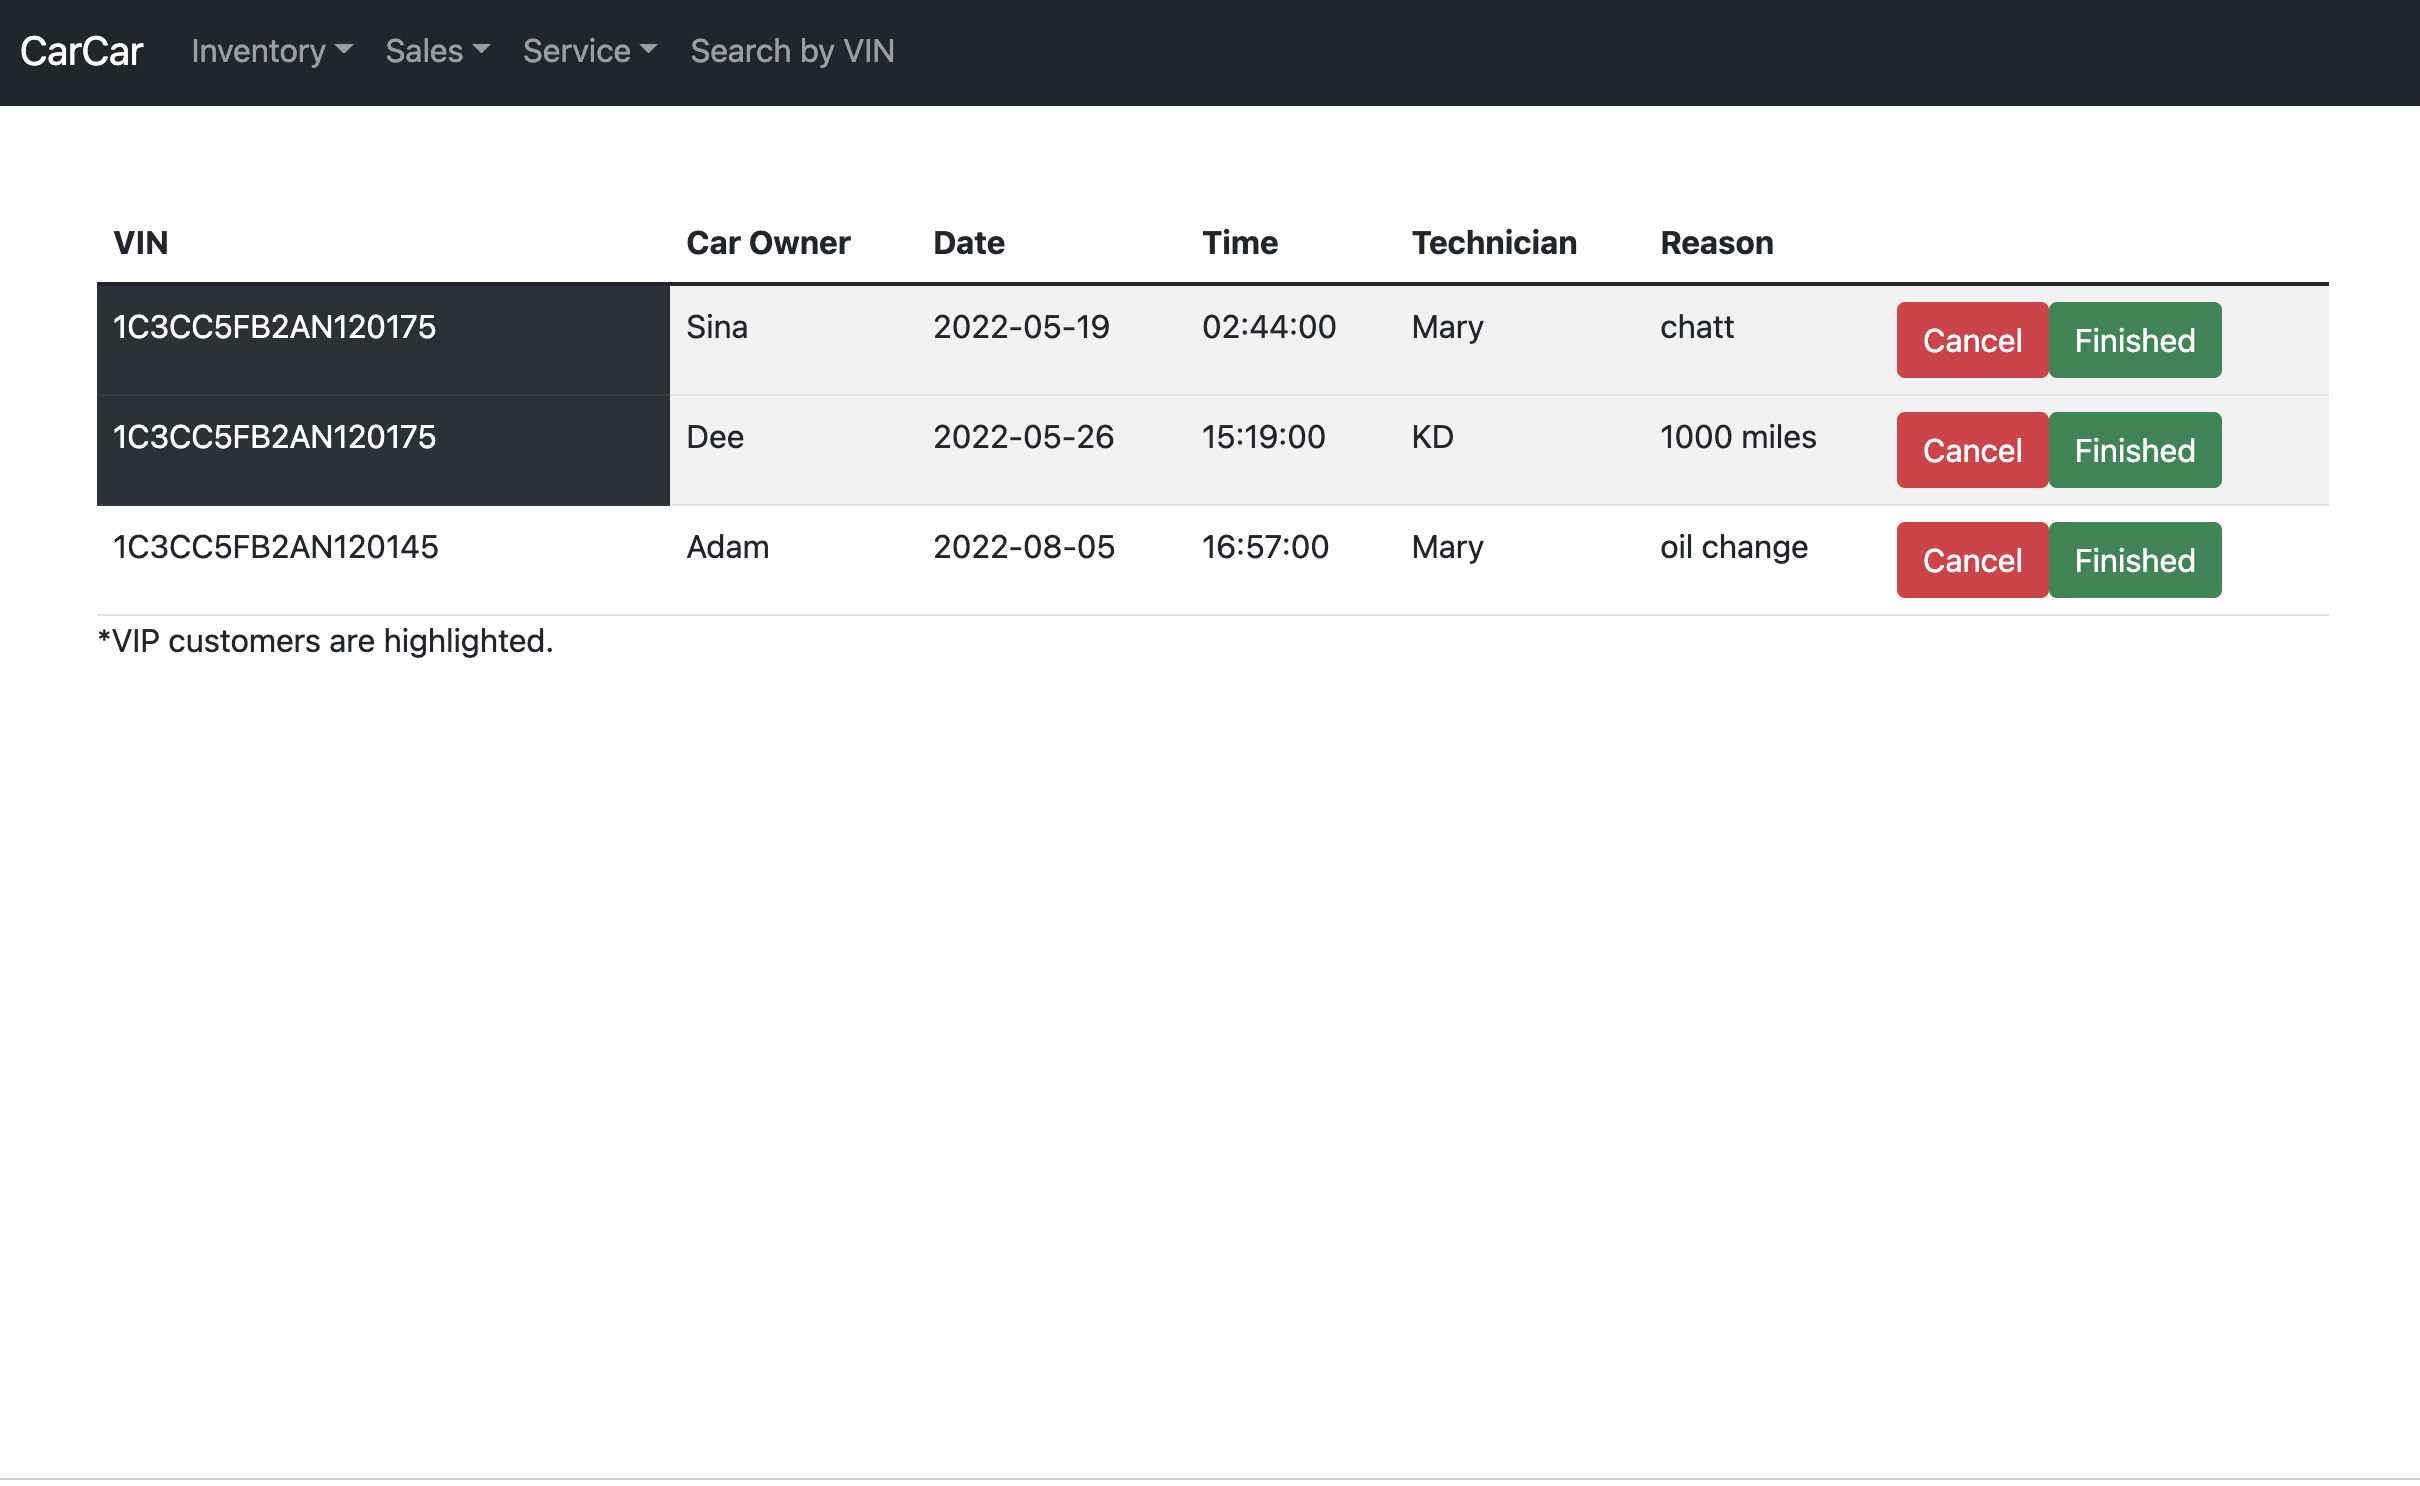 CarCar Inventory Sales Service Search by VIN
VIN Car Owner Date Time Technician Reason
1C3CC5FB2AN120175 Sina 2022-05-19 02:44:00 Mary chatt Cancel Finished
1C3CC5FB2AN120175 Dee 2022-05-26 15:19:00 KD 1000 miles Cancel Finished
1C3CC5FB2AN120145 Adam 2022-08-05 16:57:00 Mary oil change Cancel Finished
*VIP customers are highlighted.